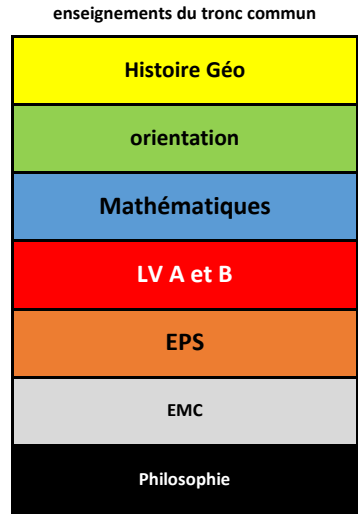 enseignements du tronc commun
Histoire Géo
orientation
Mathématiques
LV A et B
EPS
EMC
Philosophie